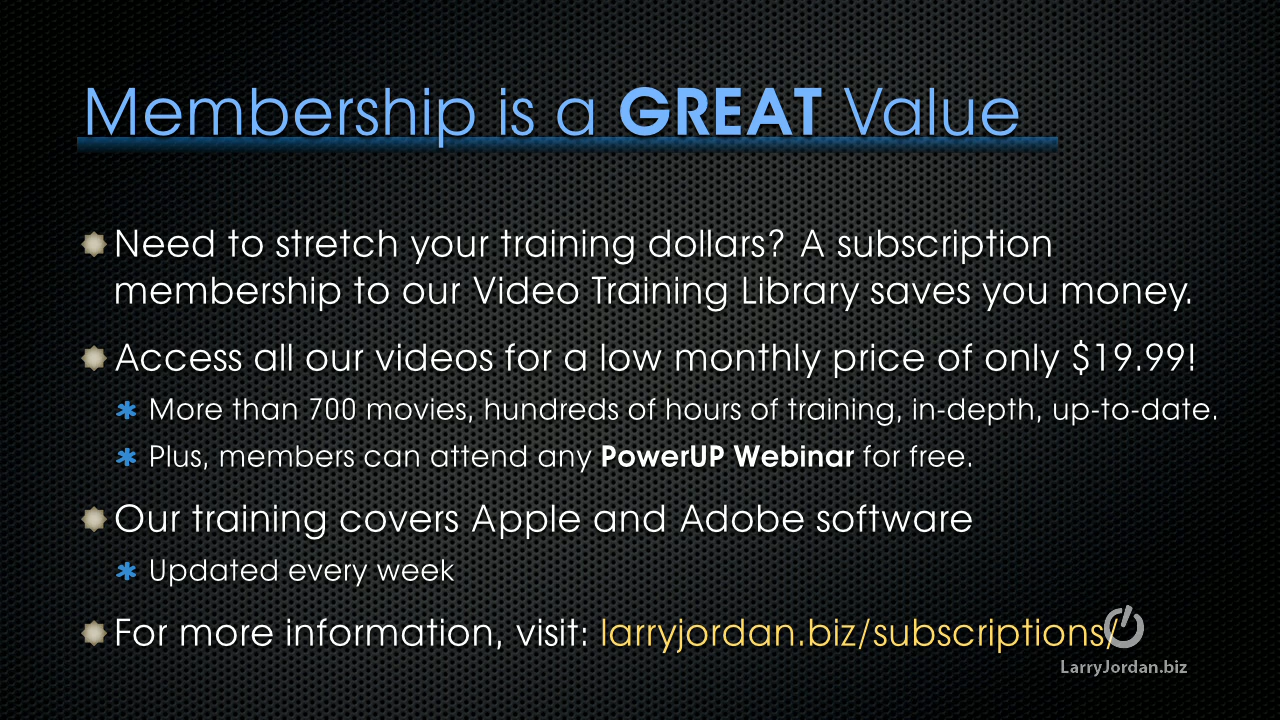 Membership is a GREAT Value
Need to stretch your training dollars? A subscription
membership to our Video Training Library saves you money.
Access all our videos for a low monthly price of only $19.99!
More than 700 movies, hundreds of hours of training, in-depth, up-to-date.
Plus, members can attend any PowerUP Webinar for free.
Our training covers Apple and Adobe software
Updated every week
For more information, visit: larryjordan.biz/subscriptions/
LarryJordan.biz